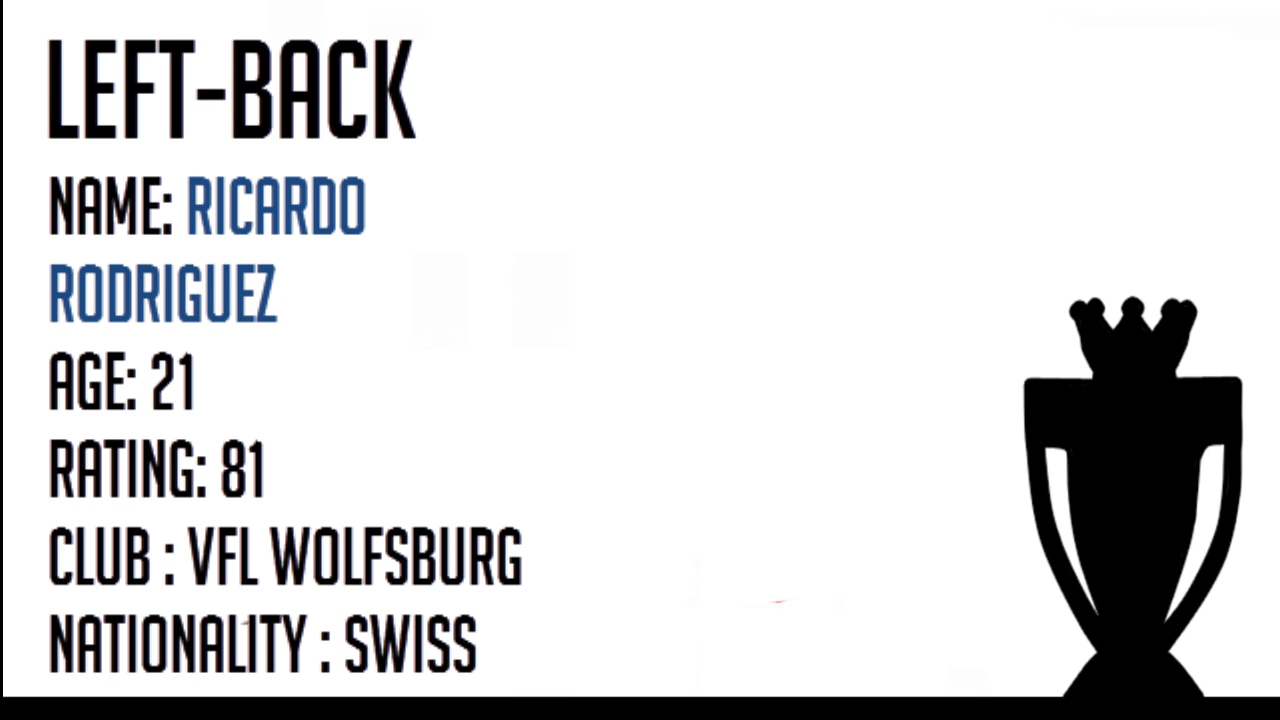 LEFT-BACK
NAME: RICARDO
RODRIGUEZ
AGE: 21
RATING: 81
CLUB : VFL WOLFSBURG
NATIONALITY : SWISS